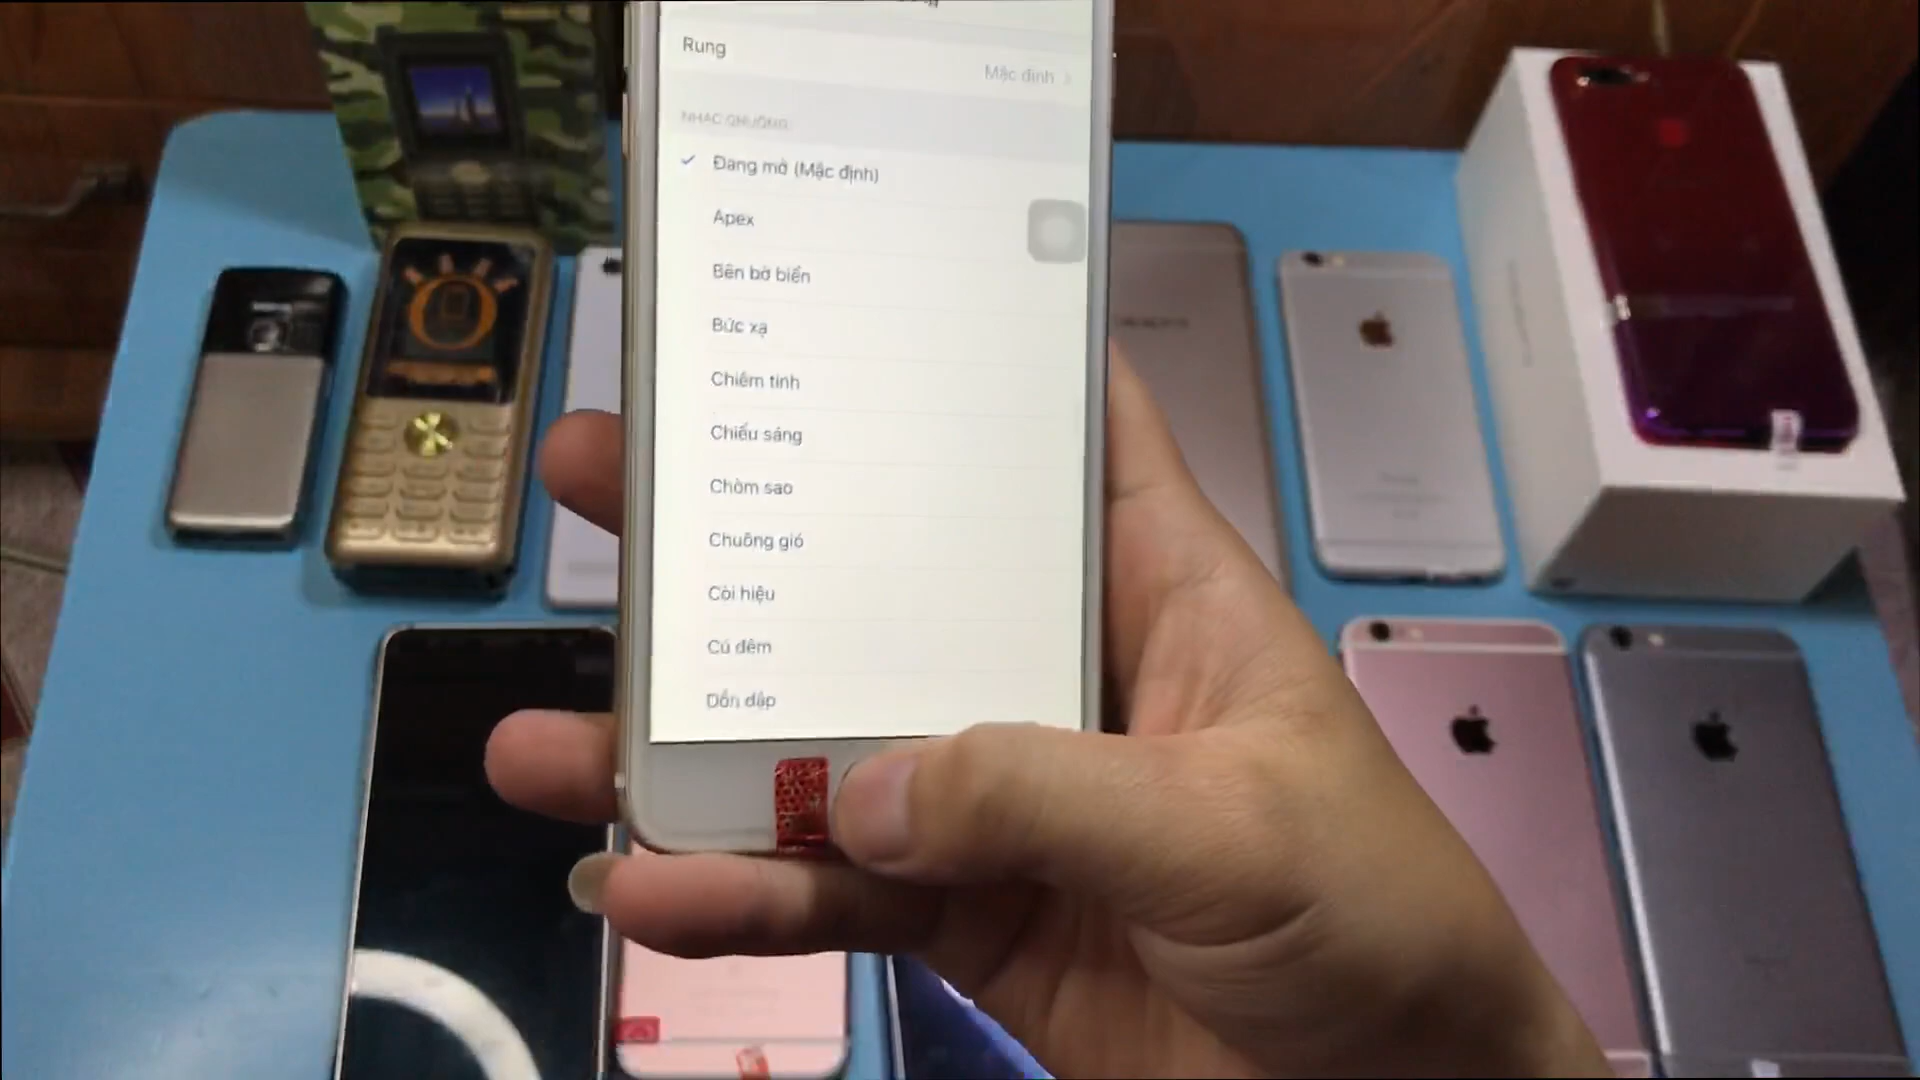 Rung
Mặc định
NHẠC CHUÔNG
Đang mở (Mặc định)
Apex
Bên bờ biển
Bức xạ
Chiêm tinh
Chiếu sáng
Chòm sao
Chuông gió
Còi hiệu
Cú đêm
Dồn dập